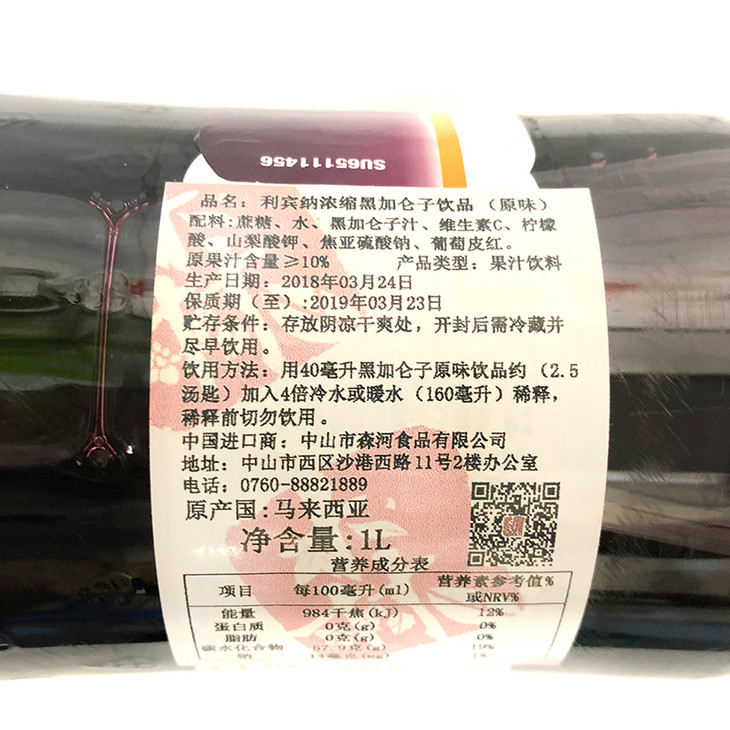 SU65111456
品名：利宾纳浓缩黑加仑子饮品（原味）
配料:蔗糖、水、黑加仑子汁、维生素C、柠檬
酸、山梨酸钾、焦亚硫酸钠、葡萄皮红。
原果汁含量≥10% 产品类型：果汁饮料
生产日期：2018年03月24日
保质期（至）:2019年03月23日
贮存条件：存放阴凉干爽处，开封后需冷藏并
尽早饮用。
饮用方法：用40毫升黑加仑子原味饮品约（2.5
汤匙）加入4倍冷水或暖水（160毫升）稀释，
稀释前切勿饮用。
中国进口商：中山市森河食品有限公司
地址：中山市西区沙港西路11号2楼办公室
电话：0760-88821889
原产国:马来西亚
净含量:1L
营养成分表
项目 每100毫升(ml) 营养素参考值%
或NRV%
能量 984千焦(kJ) 12%
蛋白质 0克(g) 0%
脂肪 0克(g) 0%
碳水化合物 57.9克(g) 19%
钠 14毫克(mg) 1%